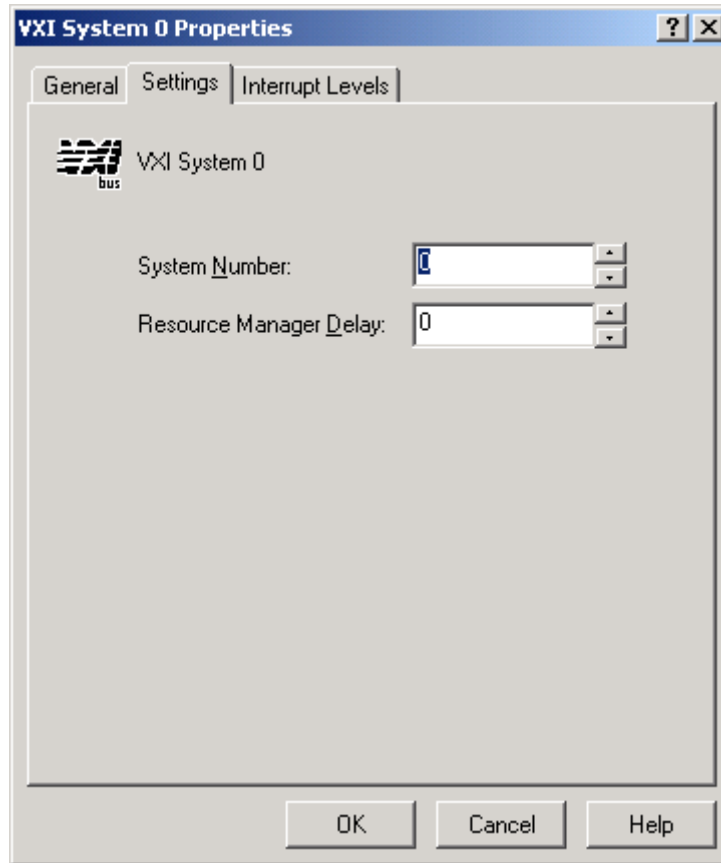 VXI System 0 Properties
General Settings Interrupt Levels
VXI bus VXI System 0
System Number: 0
Resource Manager Delay: 0
OK Cancel Help